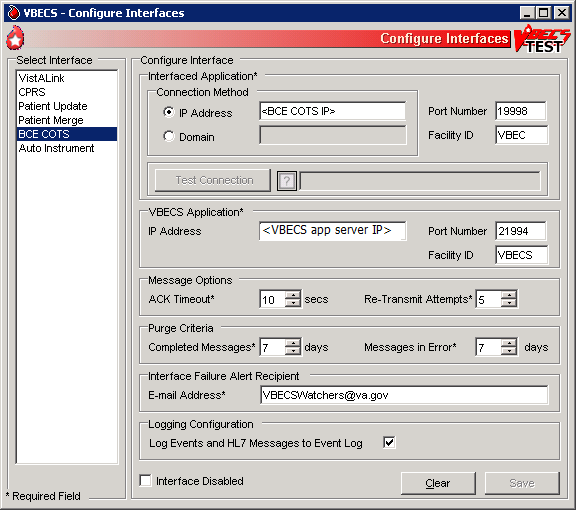 VBECS - Configure Interfaces
Configure Interfaces
VBECS
TEST
Select Interface
VistALink
CPRS
Patient Update
Patient Merge
BCE COTS
Auto Instrument
* Required Field
Configure Interface
Interfaced Application*
Connection Method
IP Address <BCE COTS IP> Port Number 19998
Domain Facility ID VBEC
Test Connection ?
VBECS Application*
IP Address <VBECS app server IP> Port Number 21994
Facility ID VBECS
Message Options
ACK Timeout* 10 secs Re-Transmit Attempts* 5
Purge Criteria
Completed Messages* 7 days Messages in Error* 7 days
Interface Failure Alert Recipient
E-mail Address* VBECSWatchers@va.gov
Logging Configuration
Log Events and HL7 Messages to Event Log
Interface Disabled Clear Save